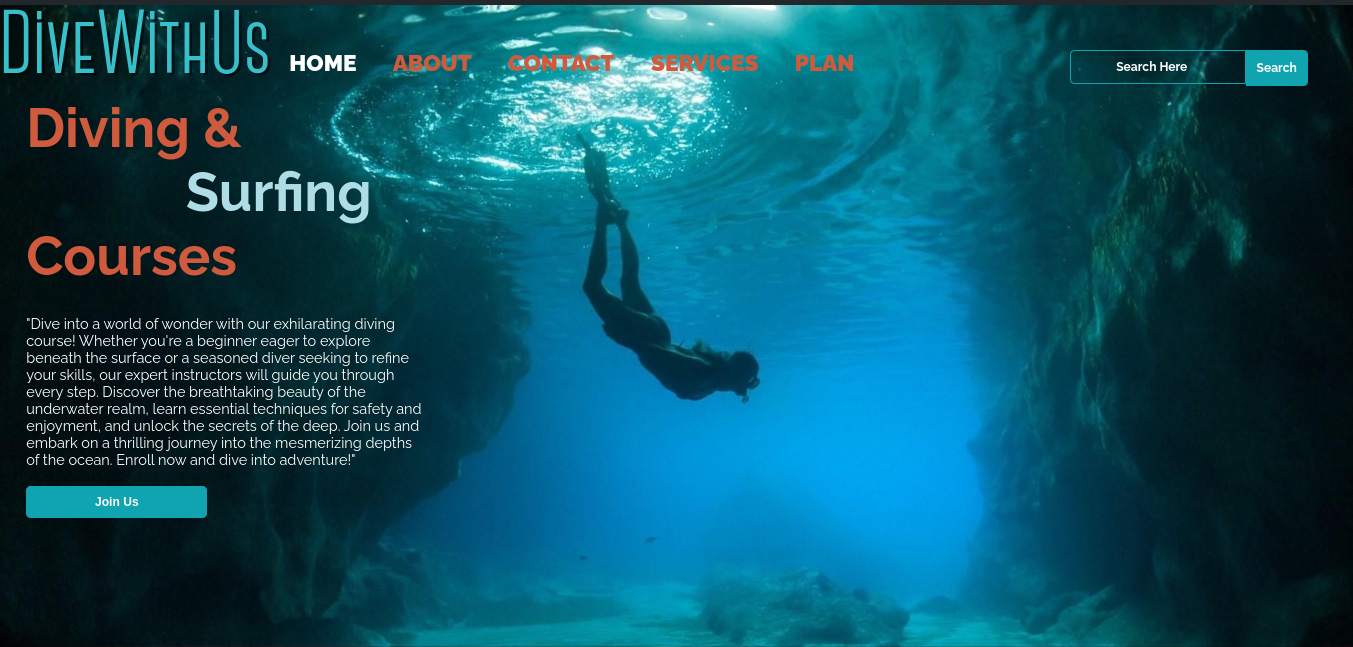 DiveWithUs
HOME ABOUT CONTACT SERVICES PLAN
Search Here Search
Diving &
Surfing
Courses
"Dive into a world of wonder with our exhilarating diving
course! Whether you're a beginner eager to explore
beneath the surface or a seasoned diver seeking to refine
your skills, our expert instructors will guide you through
every step. Discover the breathtaking beauty of the
underwater realm, learn essential techniques for safety and
enjoyment, and unlock the secrets of the deep. Join us and
embark on a thrilling journey into the mesmerizing depths
of the ocean. Enroll now and dive into adventure!"
Join Us